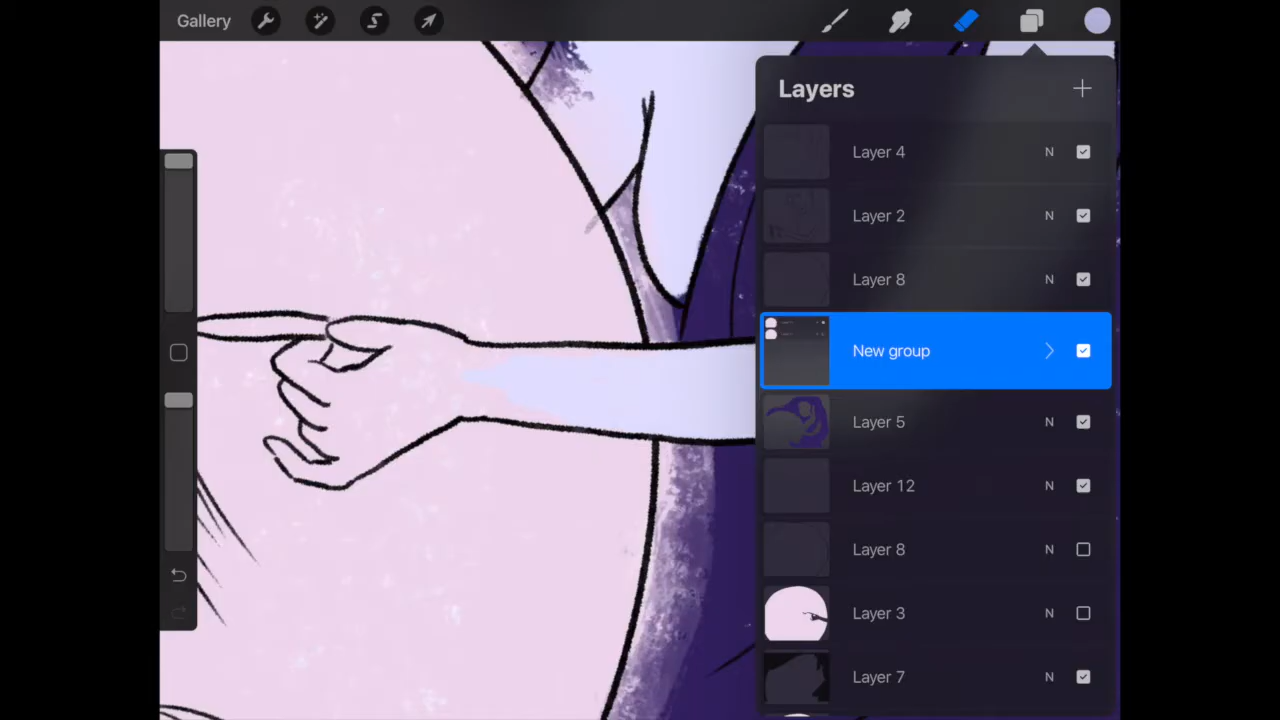 Gallery
Layers
Layer 4 N
Layer 2 N
Layer 8 N
New group
Layer 5 N
Layer 12 N
Layer 8 N
Layer 3 N
Layer 7 N